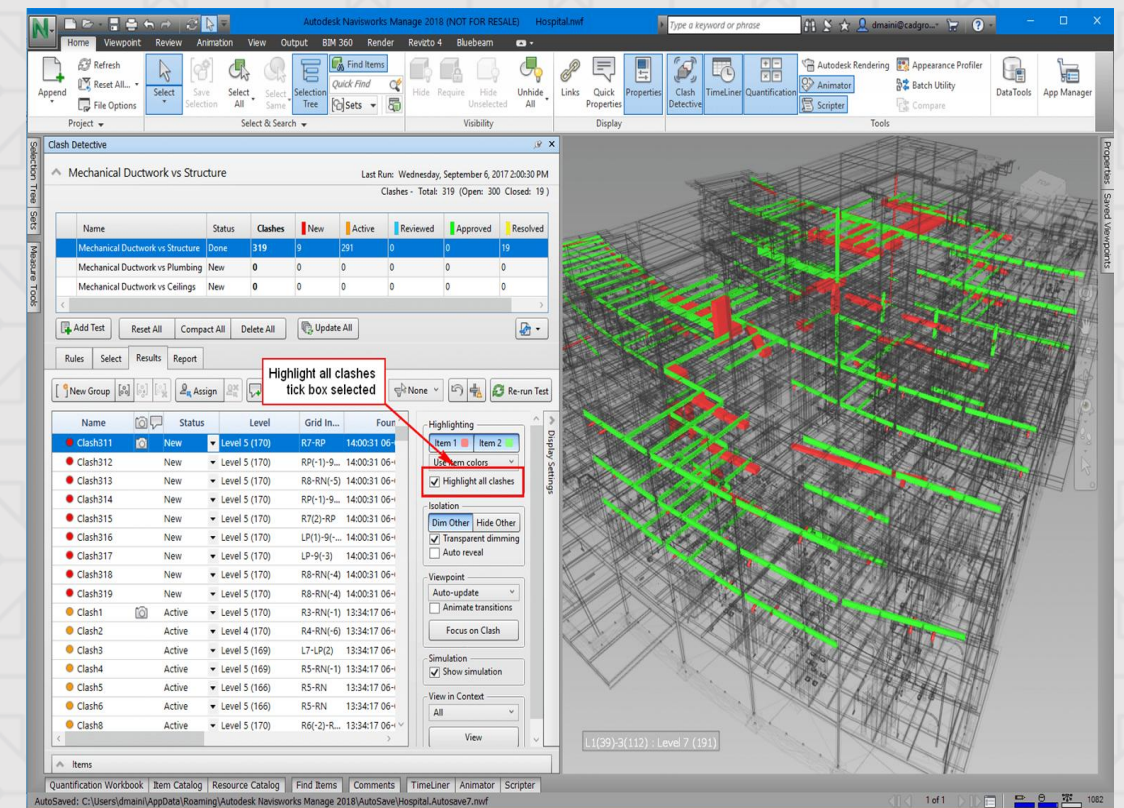 Autodesk Navisworks Manage 2018 (NOT FOR RESALE) Hospital.nwf
Type a keyword or phrase
dmaini@cadgro...
Home Viewpoint Review Animation View Output BIM 360 Render Revizto 4 Bluebeam
Append
Refresh
Reset All...
File Options
Project
Select
Save Selection
Select All
Select Same
Selection Tree
Find Items
Quick Find
Sets
Select & Search
Hide
Require
Hide Unselected
Unhide All
Visibility
Links
Quick Properties
Properties
Display
Clash Detective
TimeLiner
Quantification
Autodesk Rendering
Animator
Scripter
Appearance Profiler
Batch Utility
Compare
Tools
DataTools
App Manager
Selection Tree
Sets
Measure Tools
Clash Detective
Mechanical Ductwork vs Structure
Last Run: Wednesday, September 6, 2017 2:00:30 PM
Clashes - Total: 319 (Open: 300 Closed: 19 )
Name Status Clashes New Active Reviewed Approved Resolved
Mechanical Ductwork vs Structure Done 319 9 291 0 0 19
Mechanical Ductwork vs Plumbing New 0 0 0 0 0 0
Mechanical Ductwork vs Ceilings New 0 0 0 0 0 0
Add Test Reset All Compact All Delete All Update All
Rules Select Results Report
Highlight all clashes
tick box selected
New Group Assign None Re-run Test
Name Status Level Grid In... Foun
Clash311 New Level 5 (170) R7-RP 14:00:31 06-
Clash312 New Level 5 (170) RP(-1)-9... 14:00:31 06-
Clash313 New Level 5 (170) R8-RN(-5) 14:00:31 06-
Clash314 New Level 5 (170) RP(-1)-9... 14:00:31 06-
Clash315 New Level 5 (170) R7(2)-RP 14:00:31 06-
Clash316 New Level 5 (170) LP(1)-9(-... 14:00:31 06-
Clash317 New Level 5 (170) LP-9(-3) 14:00:31 06-
Clash318 New Level 5 (170) R8-RN(-4) 14:00:31 06-
Clash319 New Level 5 (170) R8-RN(-4) 14:00:31 06-
Clash1 Active Level 5 (170) R3-RN(-1) 13:34:17 06-
Clash2 Active Level 4 (170) R4-RN(-6) 13:34:17 06-
Clash3 Active Level 5 (169) L7-LP(2) 13:34:17 06-
Clash4 Active Level 5 (169) R5-RN(-1) 13:34:17 06-
Clash5 Active Level 5 (166) R5-RN 13:34:17 06-
Clash6 Active Level 5 (166) R5-RN 13:34:17 06-
Clash8 Active Level 5 (170) R6(-2)-R... 13:34:17 06-
Highlighting
Item 1 Item 2
Use item colors
Highlight all clashes
Isolation
Dim Other Hide Other
Transparent dimming
Auto reveal
Viewpoint
Auto-update
Animate transitions
Focus on Clash
Simulation
Show simulation
View in Context
All
View
Display Settings
Items
TOP
L1(39)-3(112) : Level 7 (191)
Properties
Saved Viewpoints
Quantification Workbook Item Catalog Resource Catalog Find Items Comments TimeLiner Animator Scripter
AutoSaved: C:\Users\dmaini\AppData\Roaming\Autodesk Navisworks Manage 2018\AutoSave\Hospital.Autosave7.nwf
1 of 1
1082